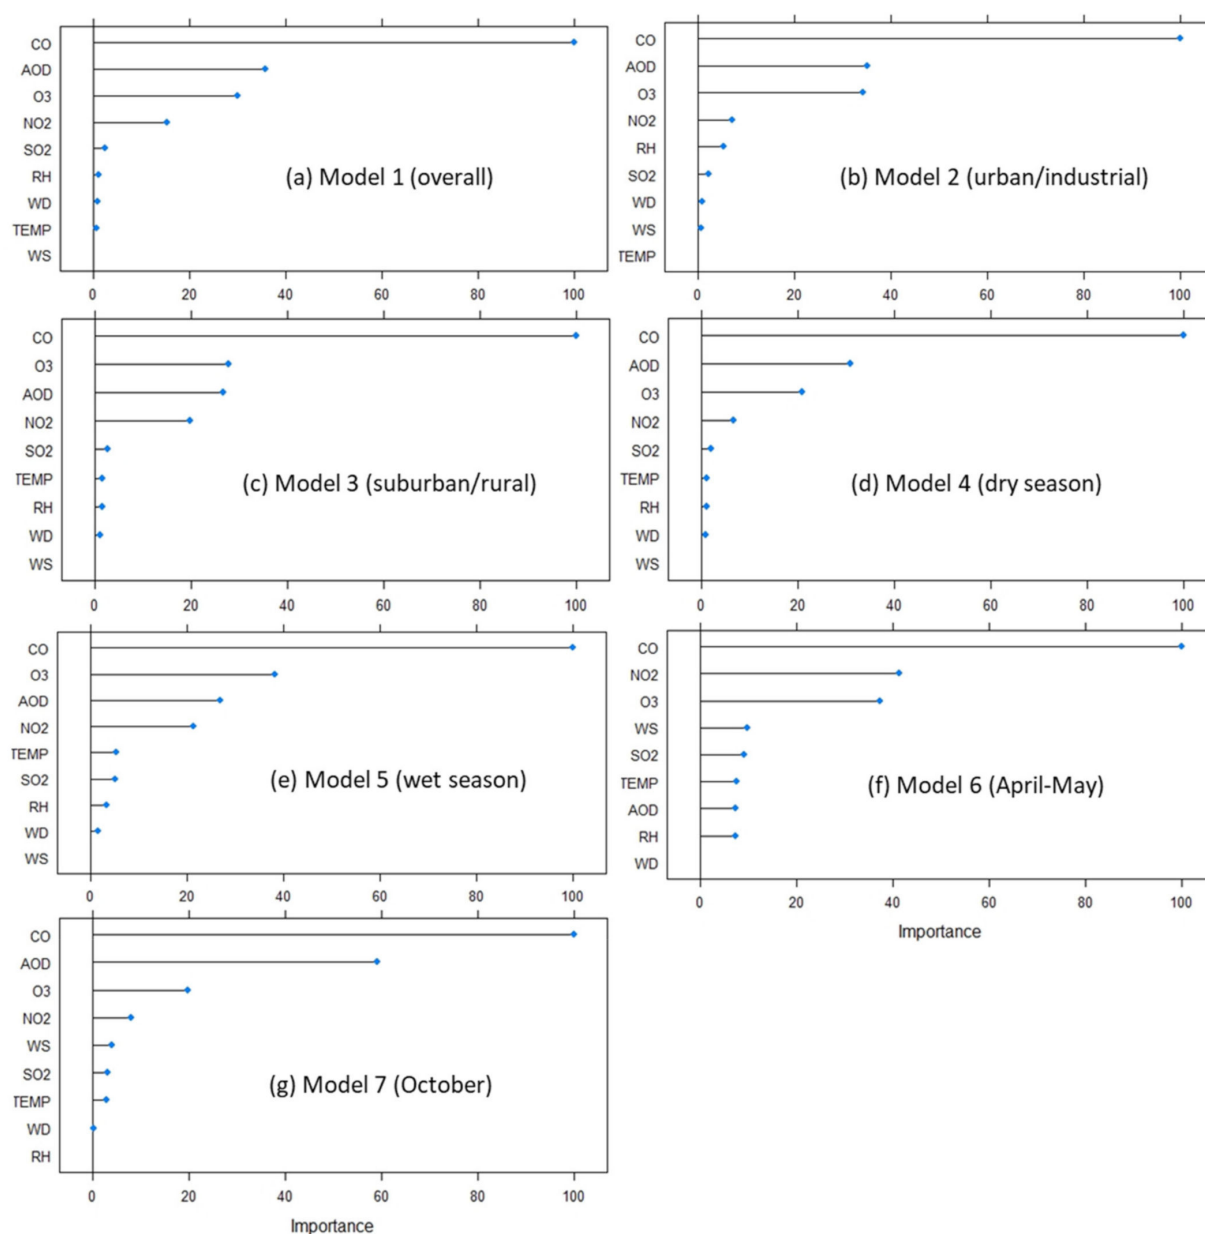 CO
AOD
O3
NO2
SO2
RH
WD
TEMP
WS
(a) Model 1 (overall)
0 20 40 60 80 100
CO
AOD
O3
NO2
RH
SO2
WD
WS
TEMP
(b) Model 2 (urban/industrial)
0 20 40 60 80 100
CO
O3
AOD
NO2
SO2
TEMP
RH
WD
WS
(c) Model 3 (suburban/rural)
0 20 40 60 80 100
CO
AOD
O3
NO2
SO2
TEMP
RH
WD
WS
(d) Model 4 (dry season)
0 20 40 60 80 100
CO
O3
AOD
NO2
TEMP
SO2
RH
WD
WS
(e) Model 5 (wet season)
0 20 40 60 80 100
CO
NO2
O3
WS
SO2
TEMP
AOD
RH
WD
(f) Model 6 (April-May)
0 20 40 60 80 100
Importance
CO
AOD
O3
NO2
WS
SO2
TEMP
WD
RH
(g) Model 7 (October)
0 20 40 60 80 100
Importance